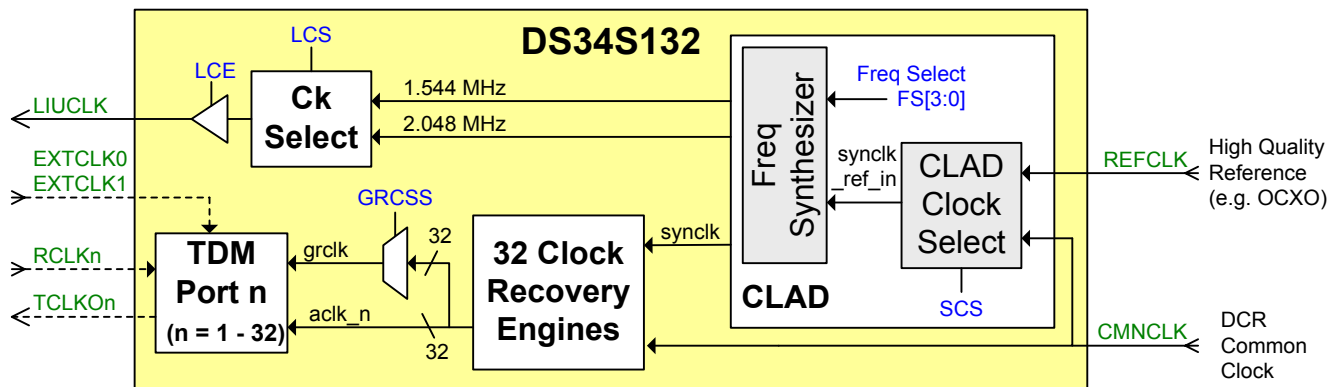 DS34S132
LCS
LCE
LIUCLK
Ck
Select
1.544 MHz
2.048 MHz
Freq
Synthesizer
Freq Select
FS[3:0]
synclk
_ref_in
CLAD
Clock
Select
SCS
CLAD
REFCLK
High Quality
Reference
(e.g. OCXO)
EXTCLK0
EXTCLK1
RCLKn
TCLKOn
TDM
Port n
(n = 1 - 32)
GRCSS
grclk
32
aclk_n
32
32 Clock
Recovery
Engines
synclk
CMNCLK
DCR
Common
Clock